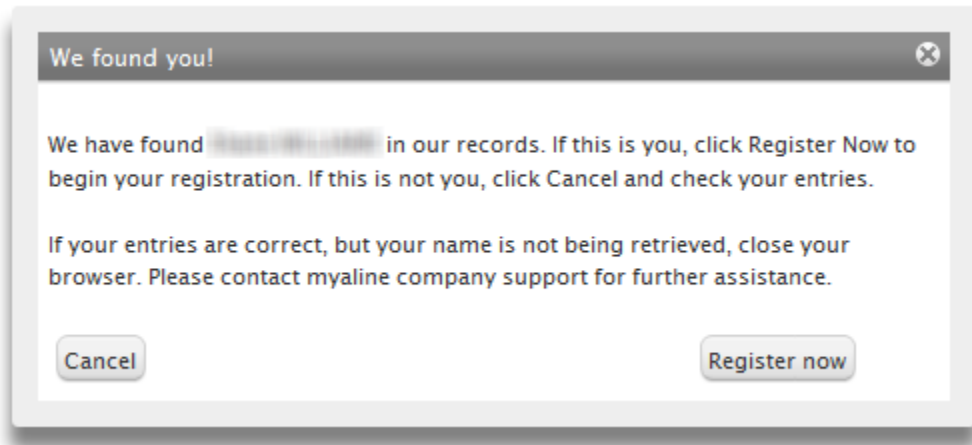 We found you!
We have found in our records. If this is you, click Register Now to
begin your registration. If this is not you, click Cancel and check your entries.
If your entries are correct, but your name is not being retrieved, close your
browser. Please contact myaline company support for further assistance.
Cancel
Register now